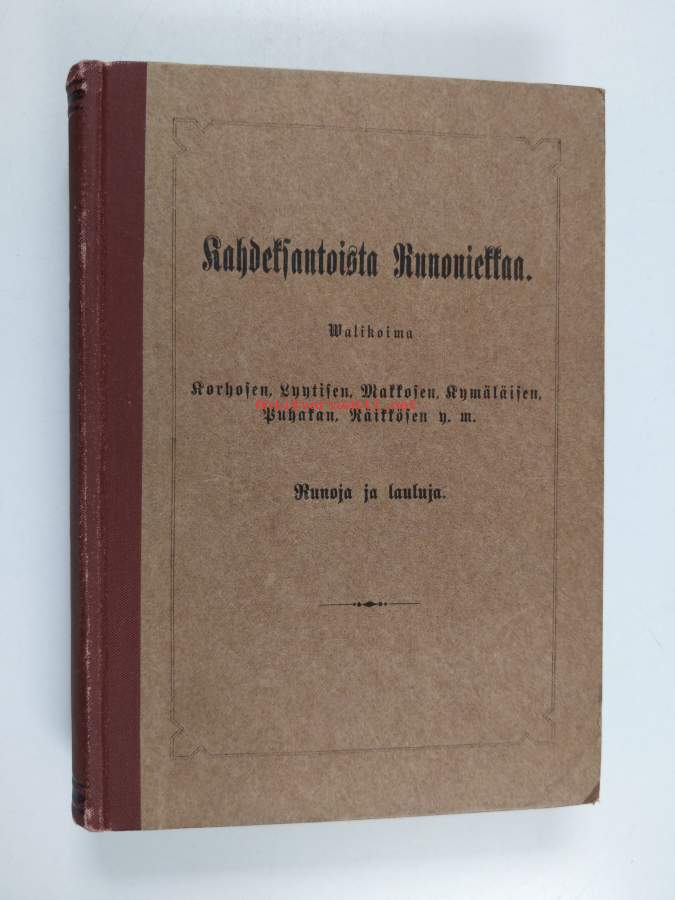 Kahdeksantoista Runoniekkaa.
Walikoima
Korhosen, Lyytisen, Makkosen, Kymäläisen,
Puhakan, Räikkösen y. m.
Runoja ja lauluja.